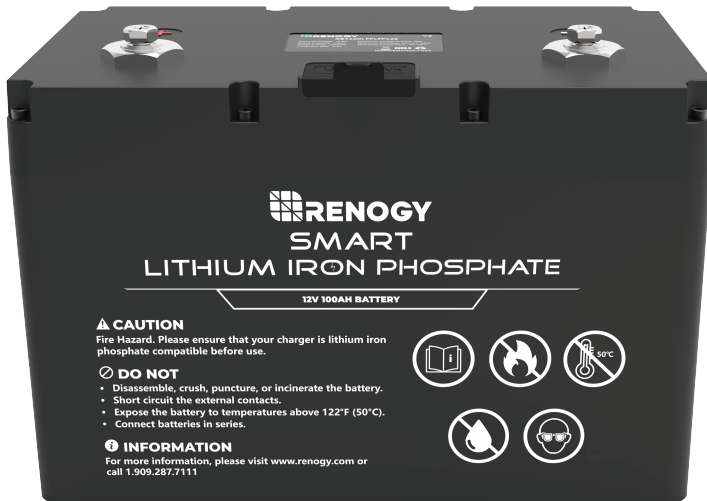 RENOGY
RENOGY
SMART
LITHIUM IRON PHOSPHATE
12V 100AH BATTERY
CAUTION
Fire Hazard. Please ensure that your charger is lithium iron
phosphate compatible before use.
DO NOT
• Disassemble, crush, puncture, or incinerate the battery.
• Short circuit the external contacts.
• Expose the battery to temperatures above 122°F (50°C).
• Connect batteries in series.
INFORMATION
For more information, please visit www.renogy.com or
call 1.909.287.7111
50°C